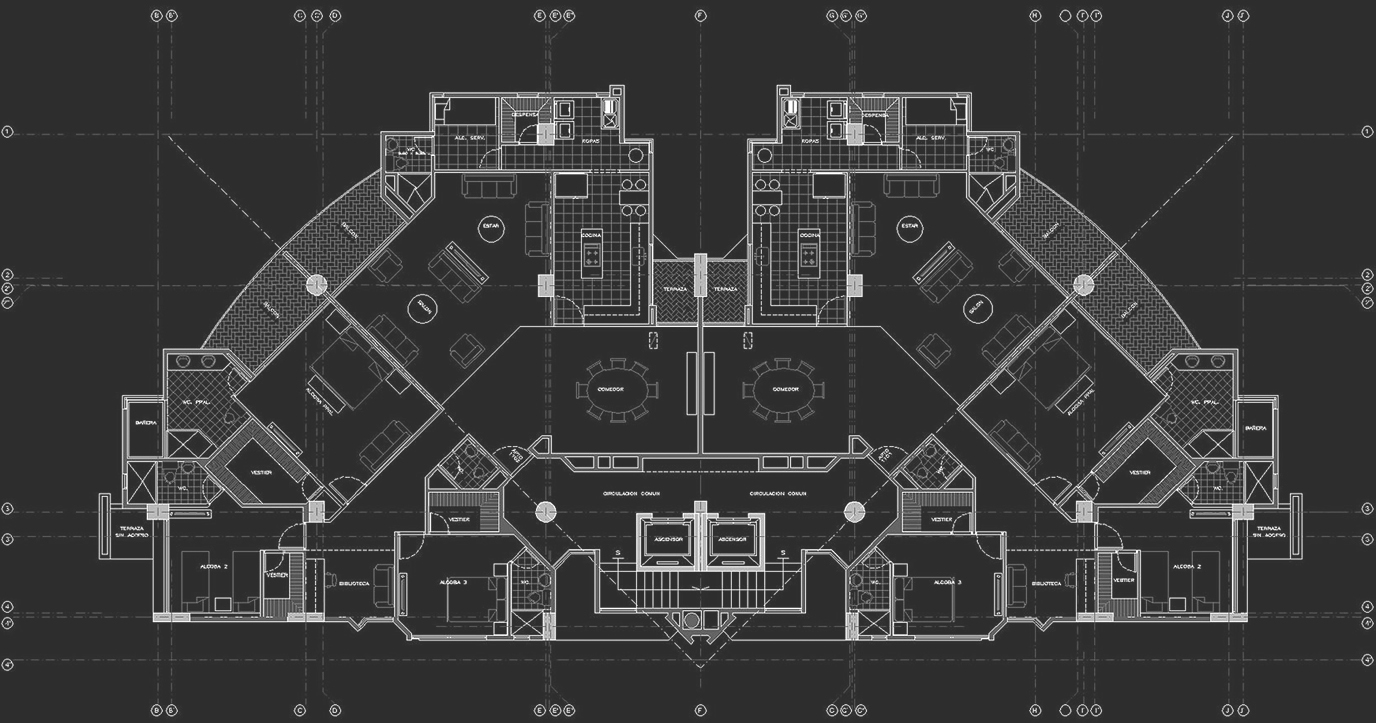 B B' C C' D E E' E" F G G' G" H I' I" J J'
1 1
DESPENSA DESPENSA
ALC. SERV. ROPAS ROPAS ALC. SERV.
WC. WC.
BALCON ESTAR COCINA COCINA ESTAR BALCON
2 2
2' TERRAZA TERRAZA 2
BALCON SALON SALON BALCON
ALCOBA PPAL. COMEDOR COMEDOR ALCOBA PPAL.
WC. PPAL. WC. PPAL.
BAÑERA BAÑERA
VESTIER WC. WC. VESTIER
WC. WC.
CIRCULACION COMUN CIRCULACION COMUN
3 3
VESTIER VESTIER
TERRAZA TERRAZA
SIN ACCESO SIN ACCESO
3 ASCENSOR ASCENSOR 3
S S
ALCOBA 2 VESTIER BIBLIOTECA ALCOBA 3 WC. WC. ALCOBA 3 BIBLIOTECA VESTIER ALCOBA 2
4 4
4' 4'
4" 4"
B B' C C' D E E' E" F G G' G" H I' I" J J'